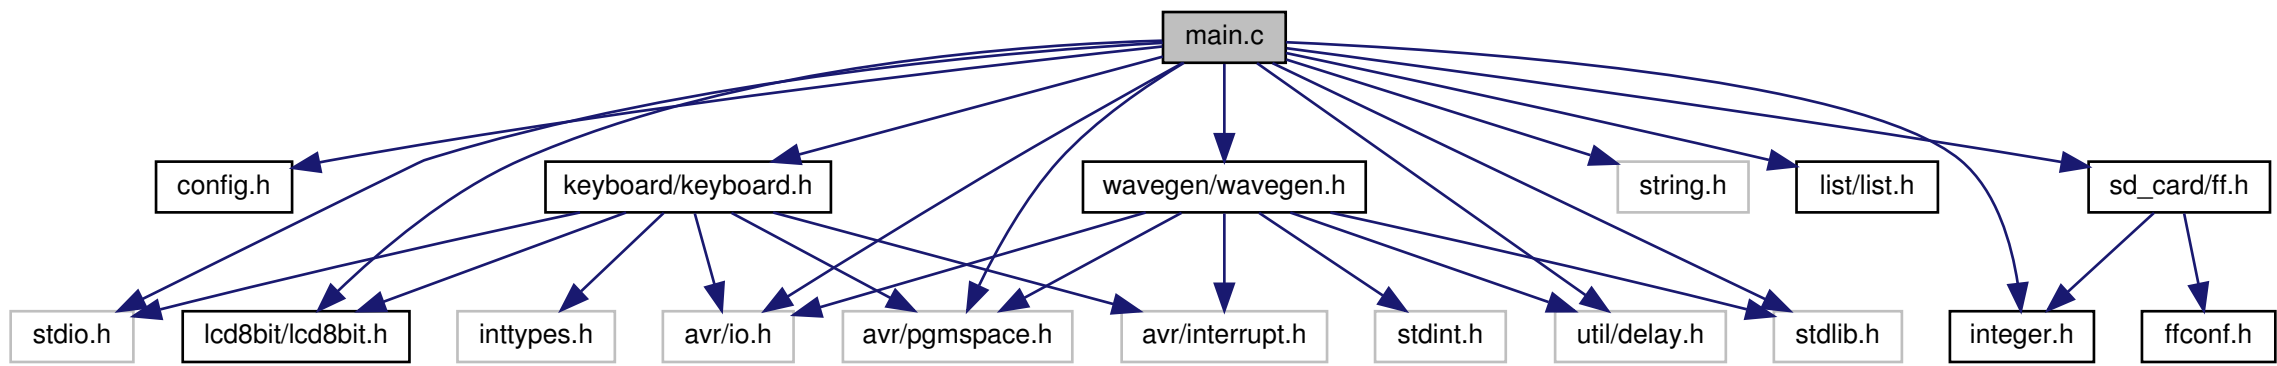 main.c
config.h
keyboard/keyboard.h
wavegen/wavegen.h
string.h
list/list.h
sd_card/ff.h
stdio.h
lcd8bit/lcd8bit.h
inttypes.h
avr/io.h
avr/pgmspace.h
avr/interrupt.h
stdint.h
util/delay.h
stdlib.h
integer.h
ffconf.h